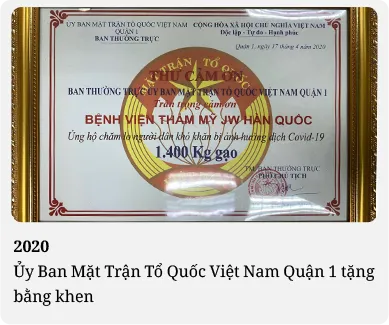 ỦY BAN MẶT TRẬN TỔ QUỐC VIỆT NAM
QUẬN 1
BAN THƯỜNG TRỰC
CỘNG HÒA XÃ HỘI CHỦ NGHĨA VIỆT NAM
Độc lập - Tự do - Hạnh phúc
Quận 1, ngày 17 tháng 4 năm 2020
MẶT TRẬN TỔ QUỐC
THƯ CẢM ƠN
BAN THƯỜNG TRỰC ỦY BAN MẶT TRẬN TỔ QUỐC VIỆT NAM QUẬN 1
Trân trọng cảm ơn
BỆNH VIỆN THẨM MỸ JW HÀN QUỐC
Ủng hộ chăm lo người dân khó khăn bị ảnh hưởng dịch Covid-19
1.400 Kg gạo
TM. BAN THƯỜNG TRỰC
PHÓ CHỦ TỊCH
2020
Ủy Ban Mặt Trận Tổ Quốc Việt Nam Quận 1 tặng
bằng khen